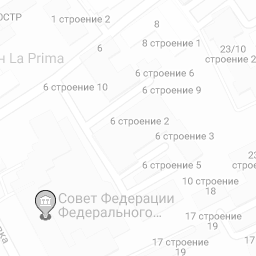 ОСТР
1 строение 2
8
6
8 строение 1
23/10
строение 2
н La Prima
6 строение 6
6 строение 10
6 строение 9
6 строение 2
6 строение 3
6 строение 5
строение
10 строение
18
Совет Федерации
Федерального...
17 строение
19
17 строение
19